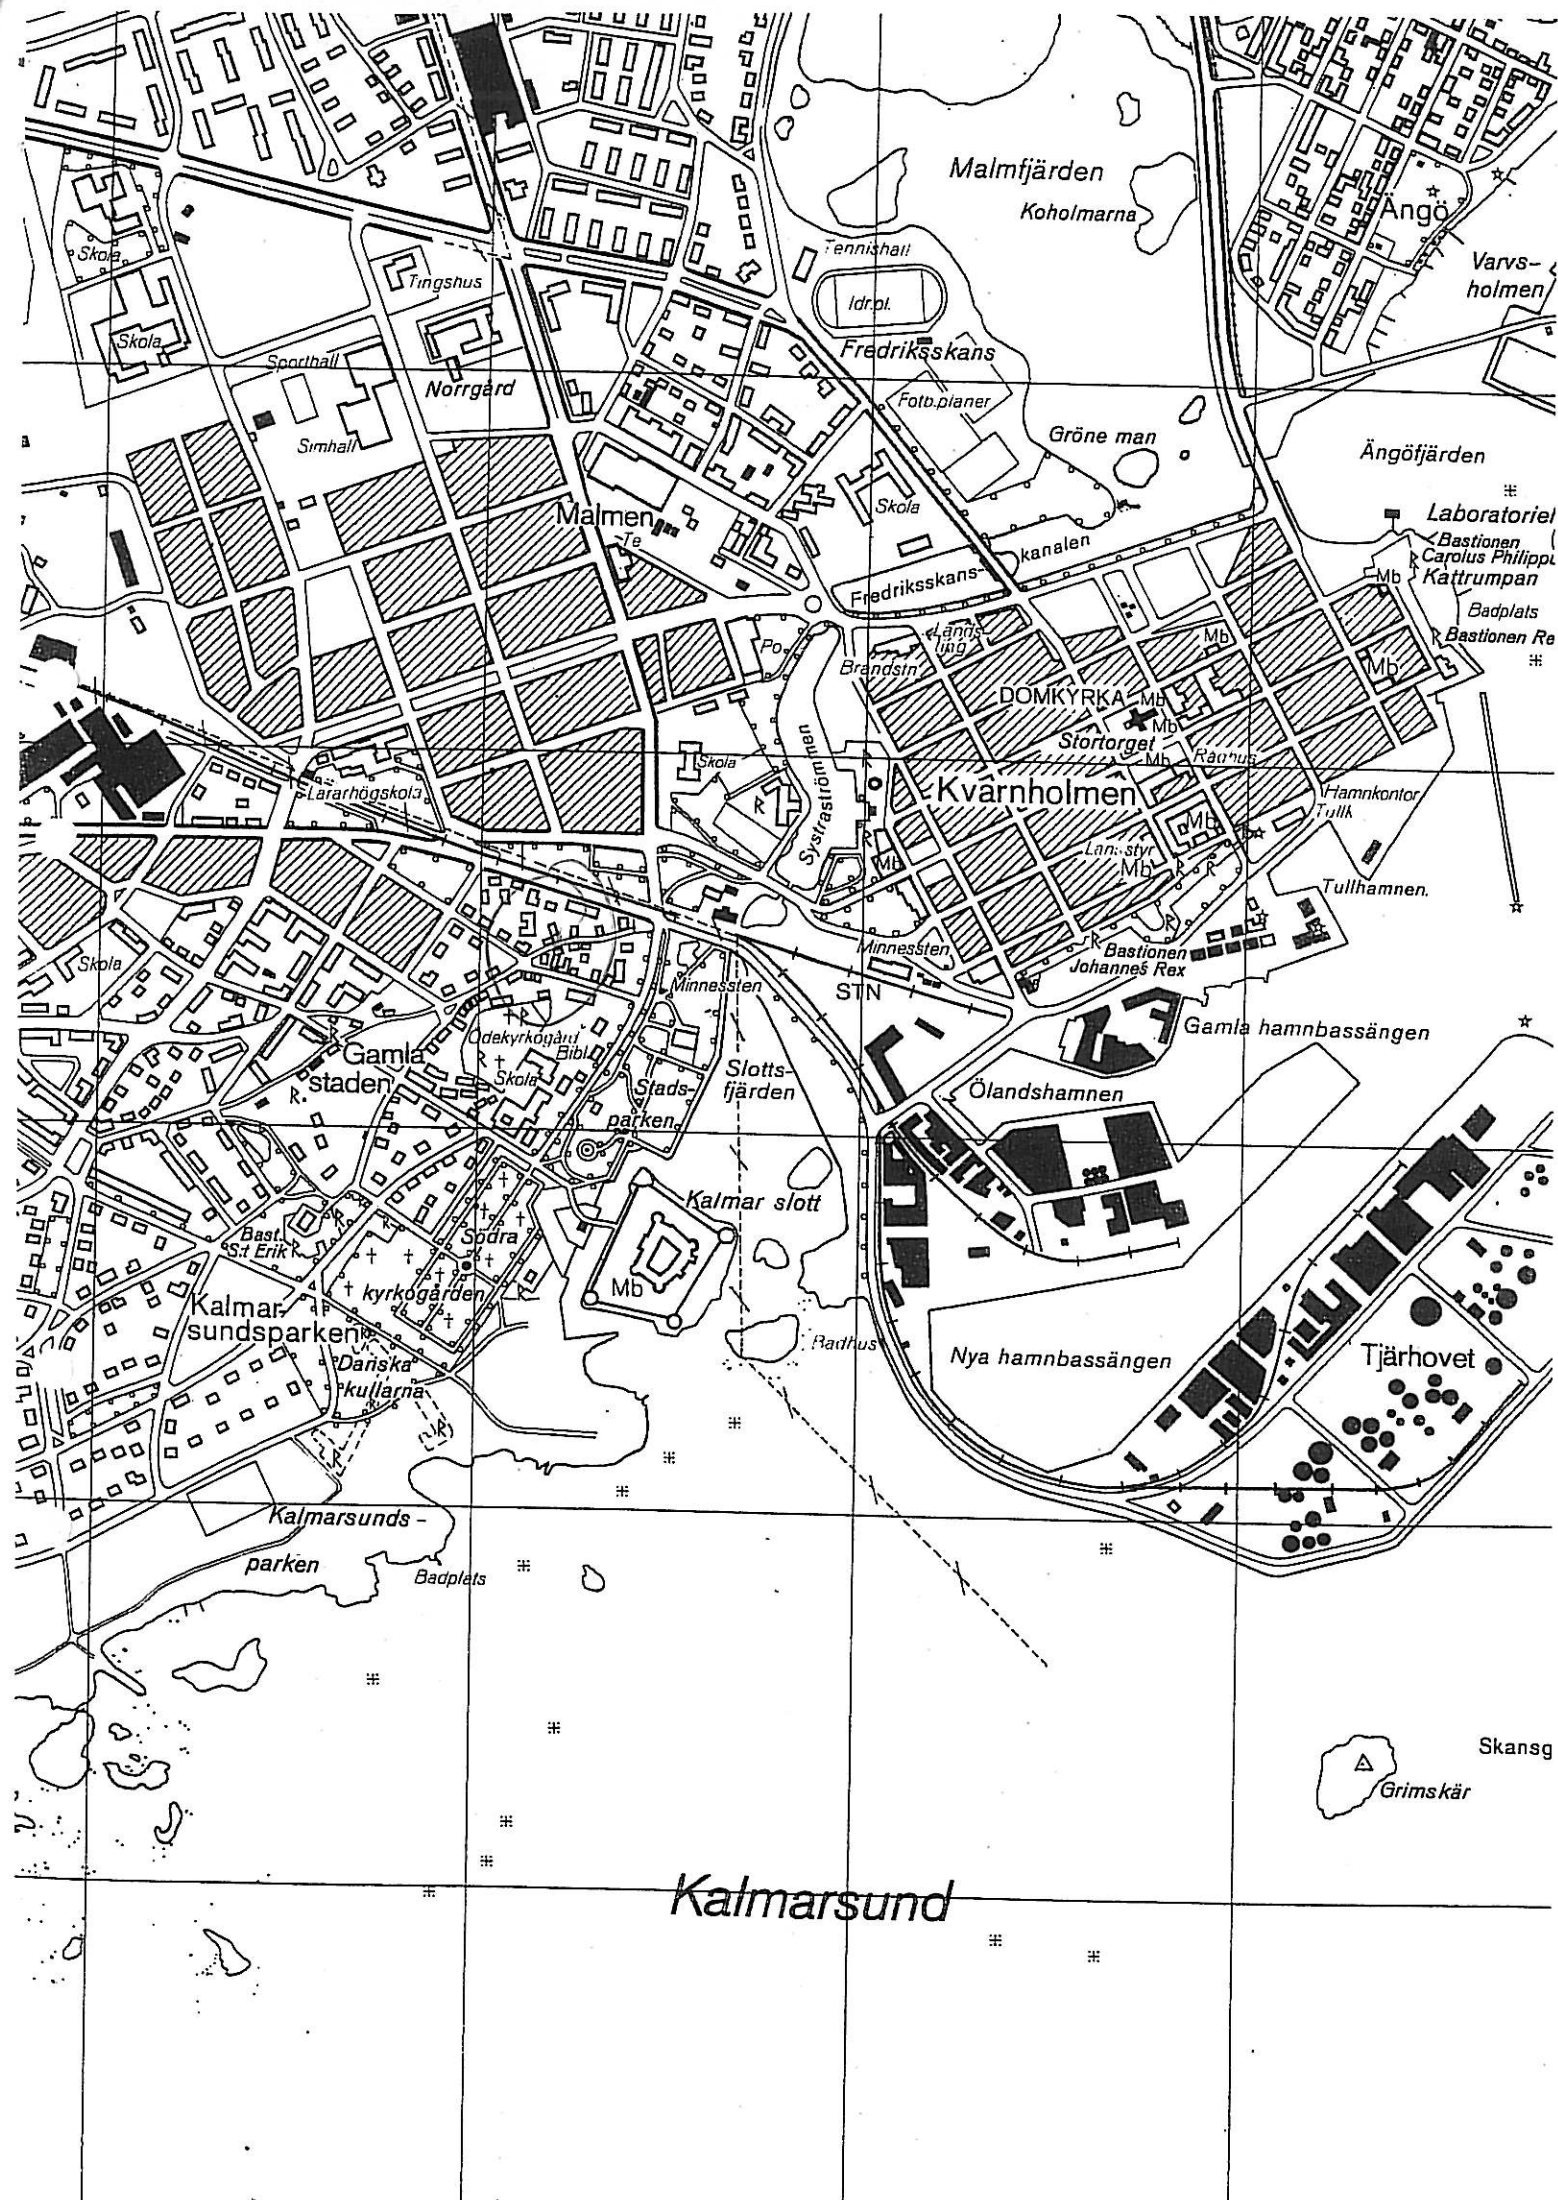 Malmfjärden
Koholmarna
Ängö
Varvs-
holmen
Skola
Tingshus
Tennishall
Idr.pl.
Skola
Sporthall
Norrgård
Fredriksskans
Fotb.planer
Simhall
Gröne man
Ängöfjärden
Malmen
Te
Skola
kanalen
Fredriksskans-
Laboratoriel
Bastionen
Carolus Philippu
Kattrumpan
Mb
Badplats
Bastionen Re
Po
Läns-
ting
Brandstn
Mb
Mb
DOMKYRKA
Mb
Mb
Stortorget
Mb
Rådhus
Skola
R
Systraströmmen
Kvarnholmen
Lärarhögskola
Hamnkontor
Tullk
Mb
Länsstyr
Mb
R
R
Mb
Tullhamnen.
R
R
Minnessten
Bastionen
Johannes Rex
STN
Skola
Minnessten
Gamla hamnbassängen
Ödekyrkogård
Bibl
R
R
Skola
Gamla
staden
R
R.
Slotts-
fjärden
Stads-
parken
Ölandshamnen
Kalmar slott
Mb
Södra
kyrkogården
Bast.
S:t Erik
R
R
R
R
Kalmar-
sundsparken
R
Danska
kullarna
R
R
R
Badhus
Nya hamnbassängen
Tjärhovet
Kalmarsunds-
parken
Badplats
Skansg
Grimskär
Kalmarsund